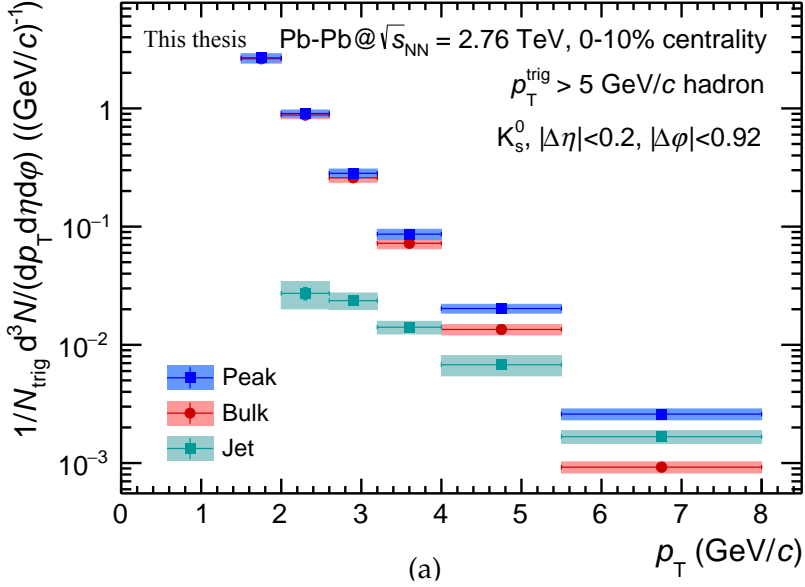 This thesis Pb-Pb@√s_NN = 2.76 TeV, 0-10% centrality
p_T^trig > 5 GeV/c hadron
K_s^0, |Δη|<0.2, |Δφ|<0.92
1/N_trig d^3N/(dp_T dηdφ) ((GeV/c)^-1)
1
10^-1
10^-2
10^-3
Peak
Bulk
Jet
0 1 2 3 4 5 6 7 8
p_T (GeV/c)
(a)